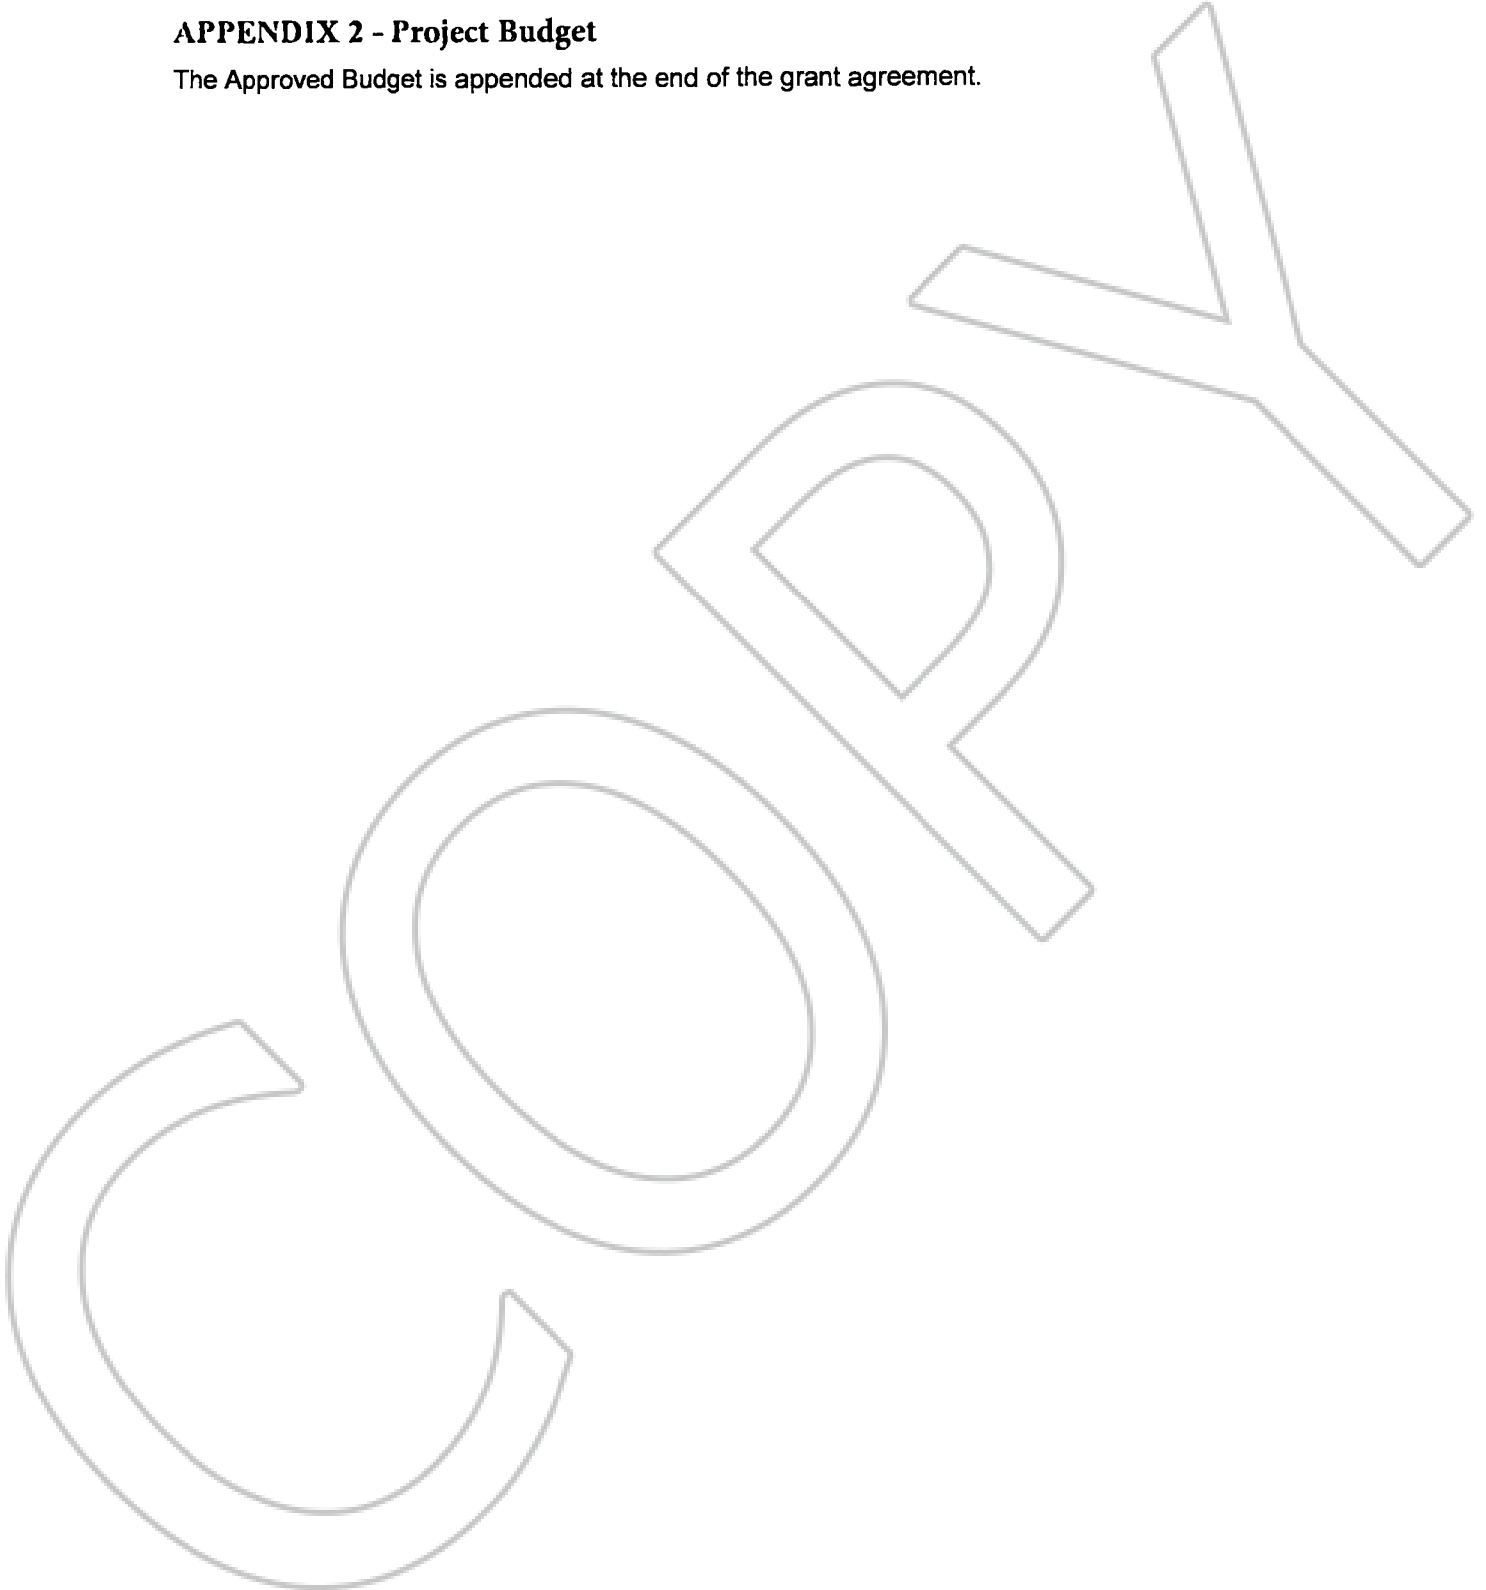 APPENDIX 2 - Project Budget
The Approved Budget is appended at the end of the grant agreement.
COPY